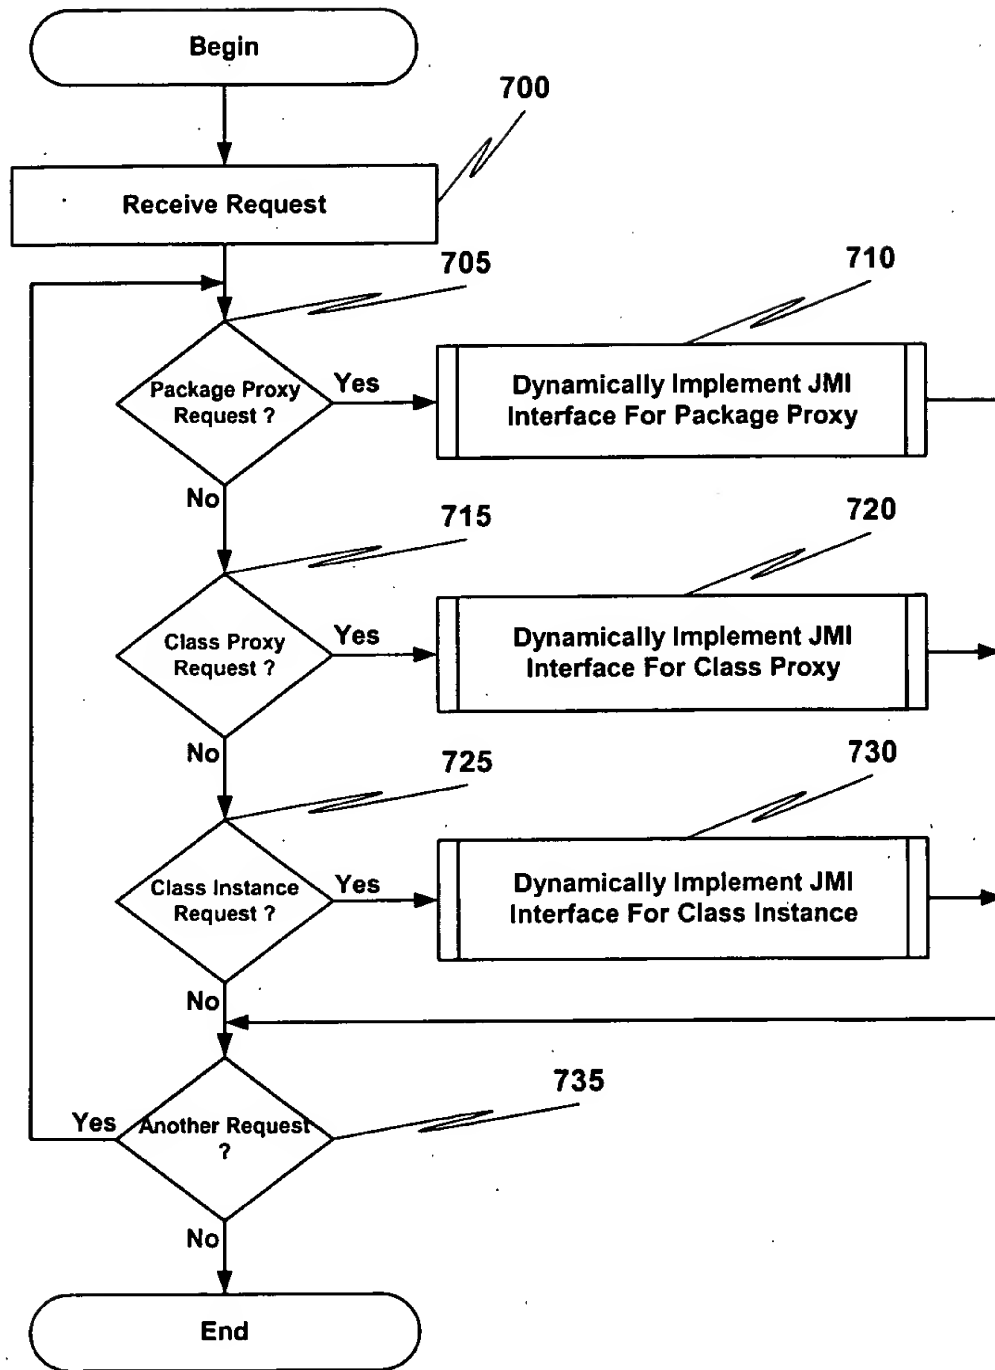 Begin
700
Receive Request
705
710
Package Proxy
Request ?
Yes
Dynamically Implement JMI
Interface For Package Proxy
No
715
720
Class Proxy
Request ?
Yes
Dynamically Implement JMI
Interface For Class Proxy
No
725
730
Class Instance
Request ?
Yes
Dynamically Implement JMI
Interface For Class Instance
No
735
Yes
Another Request
?
No
End